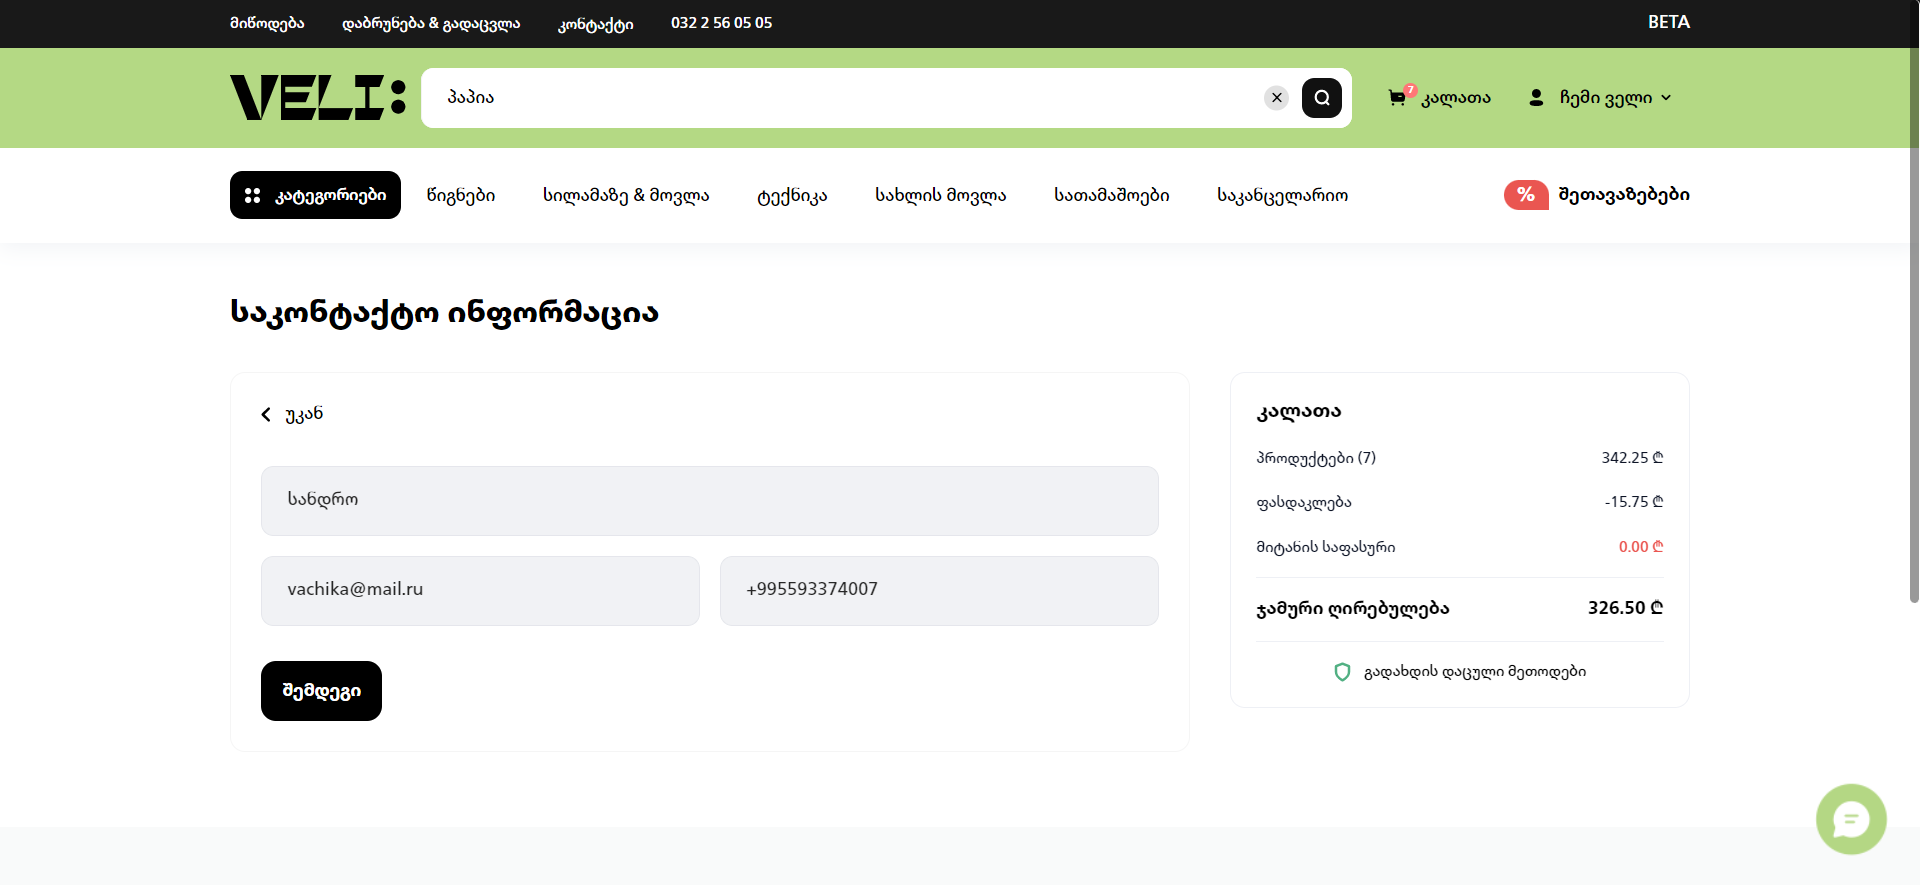 მიწოდება დაბრუნება & გადაცვლა კონტაქტი 032 2 56 05 05 BETA
VELI: პაპია 7 კალათა ჩემი ველი
კატეგორიები წიგნები სილამაზე & მოვლა ტექნიკა სახლის მოვლა სათამაშოები საკანცელარიო % შეთავაზებები
საკონტაქტო ინფორმაცია
უკან
სანდრო
vachika@mail.ru +995593374007
შემდეგი
კალათა
პროდუქტები (7) 342.25 ₾
ფასდაკლება -15.75 ₾
მიტანის საფასური 0.00 ₾
ჯამური ღირებულება 326.50 ₾
გადახდის დაცული მეთოდები